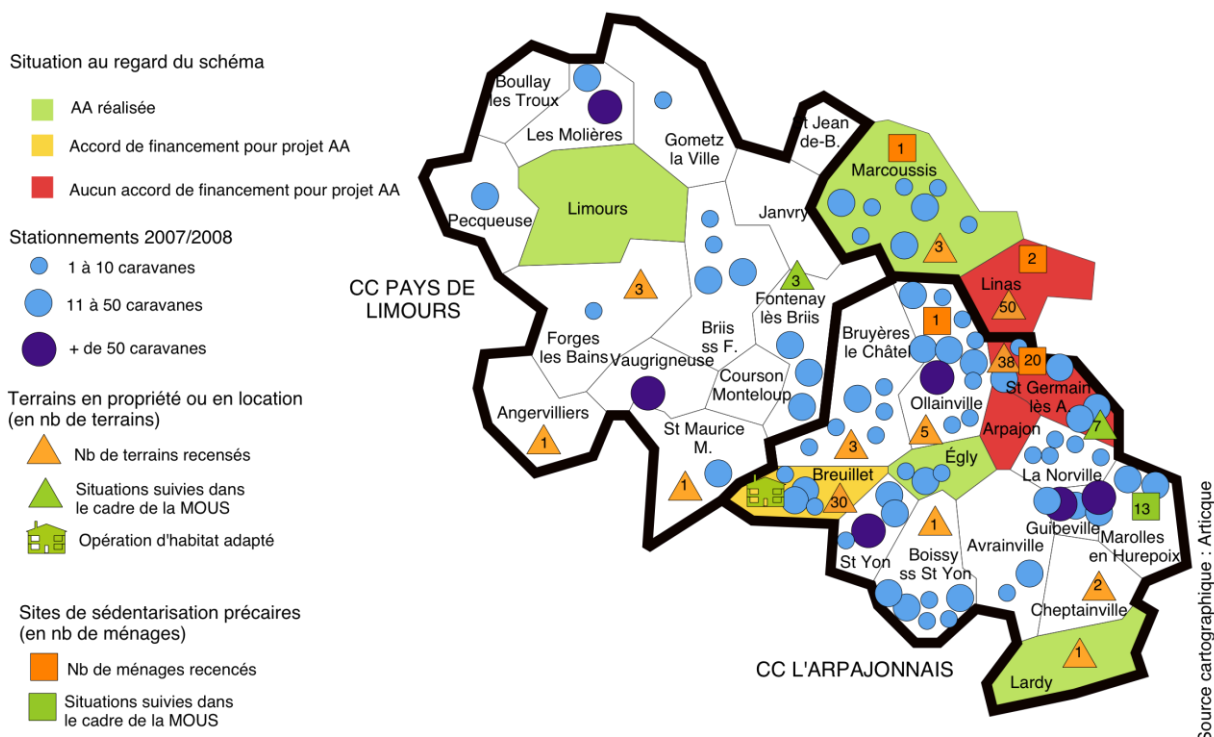 Situation au regard du schéma
AA réalisée
Accord de financement pour projet AA
Aucun accord de financement pour projet AA
Stationnements 2007/2008
1 à 10 caravanes
11 à 50 caravanes
+ de 50 caravanes
Terrains en propriété ou en location
(en nb de terrains)
Nb de terrains recensés
Situations suivies dans
le cadre de la MOUS
Opération d'habitat adapté
Sites de sédentarisation précaires
(en nb de ménages)
Nb de ménages recencés
Situations suivies dans
le cadre de la MOUS
CC PAYS DE
LIMOURS
Boullay
les Troux
Les Molières
Gometz
la Ville
St Jean
de-B.
Pecqueuse
Limours
Janvry
3
Forges
les Bains
3
Fontenay
lès Briis
Briis
ss F.
Vaugrigneuse
Courson
Monteloup
Angervilliers
1
St Maurice
M.
1
1
Marcoussis
3
2
Linas
50
Bruyères
le Châtel
1
Ollainville
5
3
38
20
St Germain
lès A.
7
Arpajon
Égly
La Norville
Breuillet
30
St Yon
1
Boissy
ss St Yon
Avrainville
Guibeville
13
Marolles
en Hurepoix
2
Cheptainville
1
Lardy
CC L'ARPAJONNAIS
Source cartographique : Articque